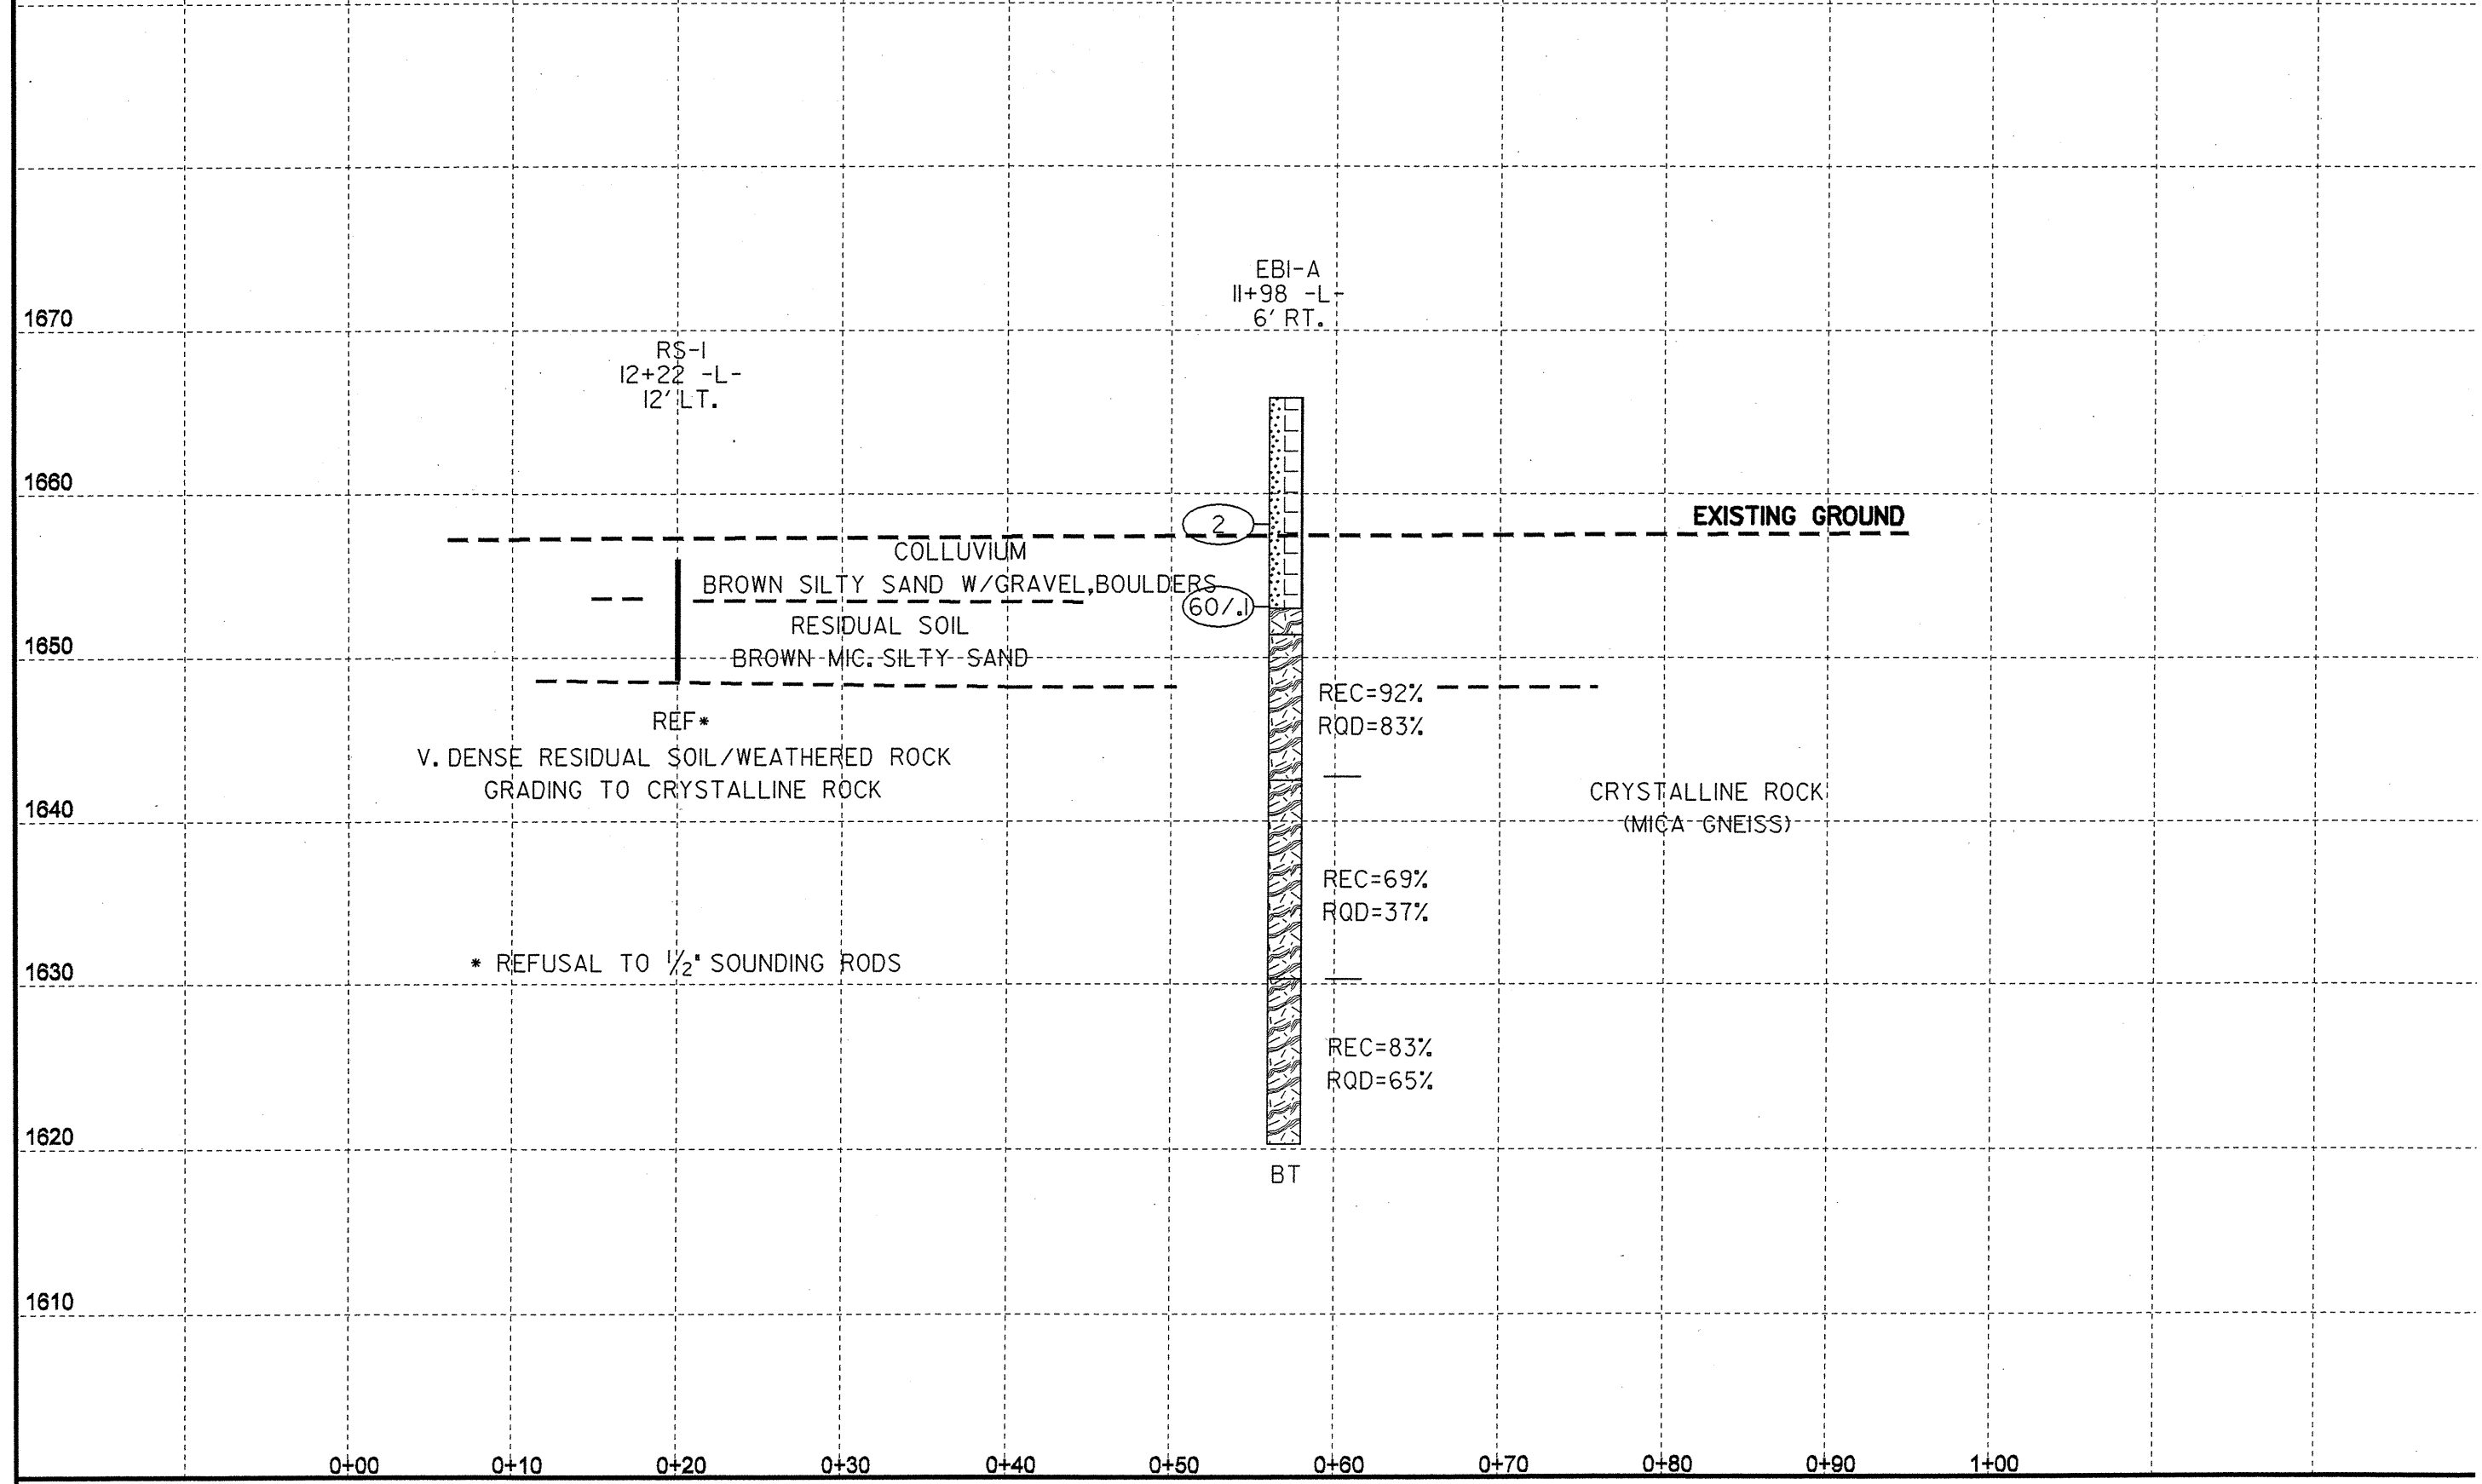 EBI-A
11+98 -L-
6' RT.
1670
RS-1
12+22 -L-
12' LT.
1660
2
EXISTING GROUND
COLLUVIUM
BROWN SILTY SAND W/GRAVEL,BOULDERS
60/.1
RESIDUAL SOIL
1650
BROWN MIC. SILTY SAND
REC=92%
RQD=83%
REF*
V. DENSE RESIDUAL SOIL/WEATHERED ROCK
GRADING TO CRYSTALLINE ROCK
CRYSTALLINE ROCK
(MICA GNEISS)
1640
REC=69%
RQD=37%
* REFUSAL TO 1/2" SOUNDING RODS
1630
REC=83%
RQD=65%
1620
BT
1610
0+00 0+10 0+20 0+30 0+40 0+50 0+60 0+70 0+80 0+90 1+00